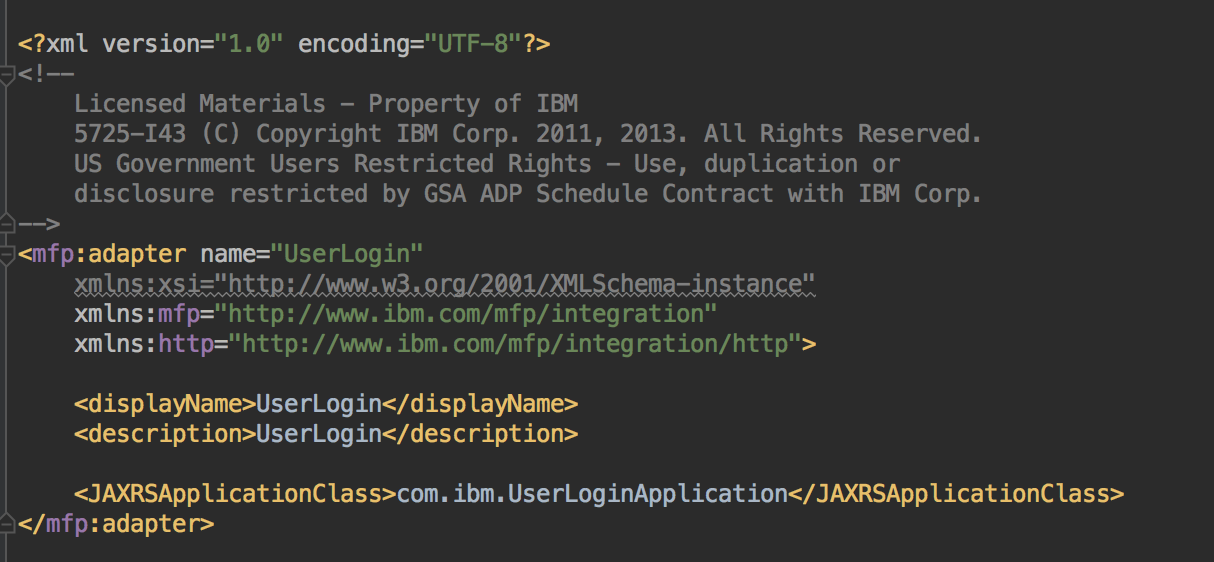 <?xml version="1.0" encoding="UTF-8"?>
<!--
    Licensed Materials - Property of IBM
    5725-I43 (C) Copyright IBM Corp. 2011, 2013. All Rights Reserved.
    US Government Users Restricted Rights - Use, duplication or
    disclosure restricted by GSA ADP Schedule Contract with IBM Corp.
-->
<mfp:adapter name="UserLogin"
    xmlns:xsi="http://www.w3.org/2001/XMLSchema-instance"
    xmlns:mfp="http://www.ibm.com/mfp/integration"
    xmlns:http="http://www.ibm.com/mfp/integration/http">
    <displayName>UserLogin</displayName>
    <description>UserLogin</description>
    <JAXRSApplicationClass>com.ibm.UserLoginApplication</JAXRSApplicationClass>
</mfp:adapter>